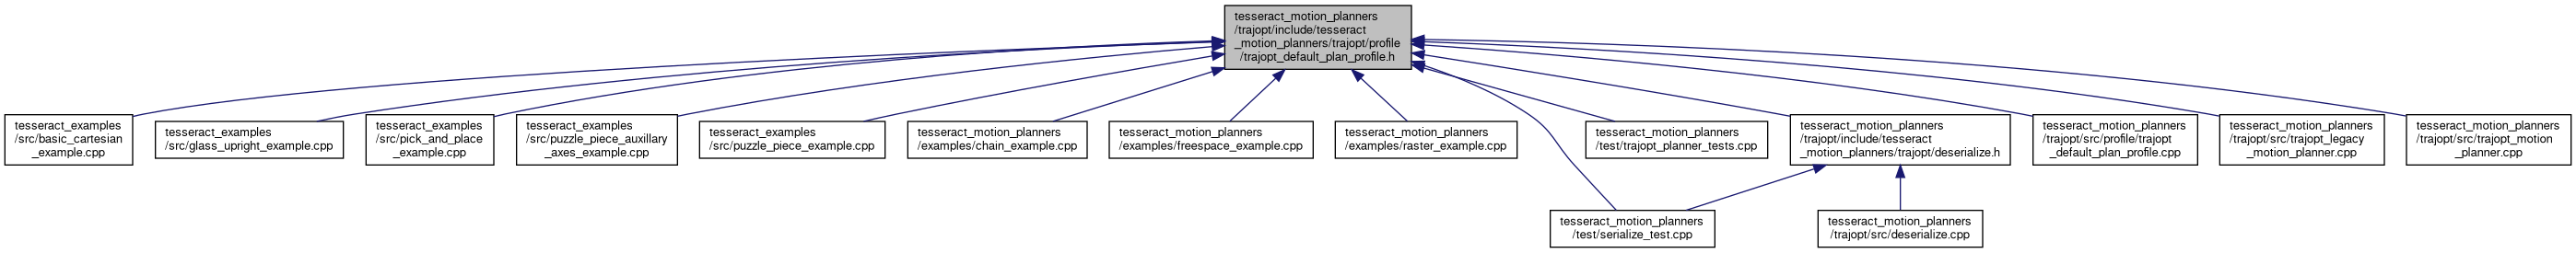 tesseract_motion_planners
/trajopt/include/tesseract
_motion_planners/trajopt/profile
/trajopt_default_plan_profile.h
tesseract_examples
/src/basic_cartesian
_example.cpp
tesseract_examples
/src/glass_upright_example.cpp
tesseract_examples
/src/pick_and_place
_example.cpp
tesseract_examples
/src/puzzle_piece_auxillary
_axes_example.cpp
tesseract_examples
/src/puzzle_piece_example.cpp
tesseract_motion_planners
/examples/chain_example.cpp
tesseract_motion_planners
/examples/freespace_example.cpp
tesseract_motion_planners
/examples/raster_example.cpp
tesseract_motion_planners
/test/trajopt_planner_tests.cpp
tesseract_motion_planners
/trajopt/include/tesseract
_motion_planners/trajopt/deserialize.h
tesseract_motion_planners
/trajopt/src/profile/trajopt
_default_plan_profile.cpp
tesseract_motion_planners
/trajopt/src/trajopt_legacy
_motion_planner.cpp
tesseract_motion_planners
/trajopt/src/trajopt_motion
_planner.cpp
tesseract_motion_planners
/test/serialize_test.cpp
tesseract_motion_planners
/trajopt/src/deserialize.cpp